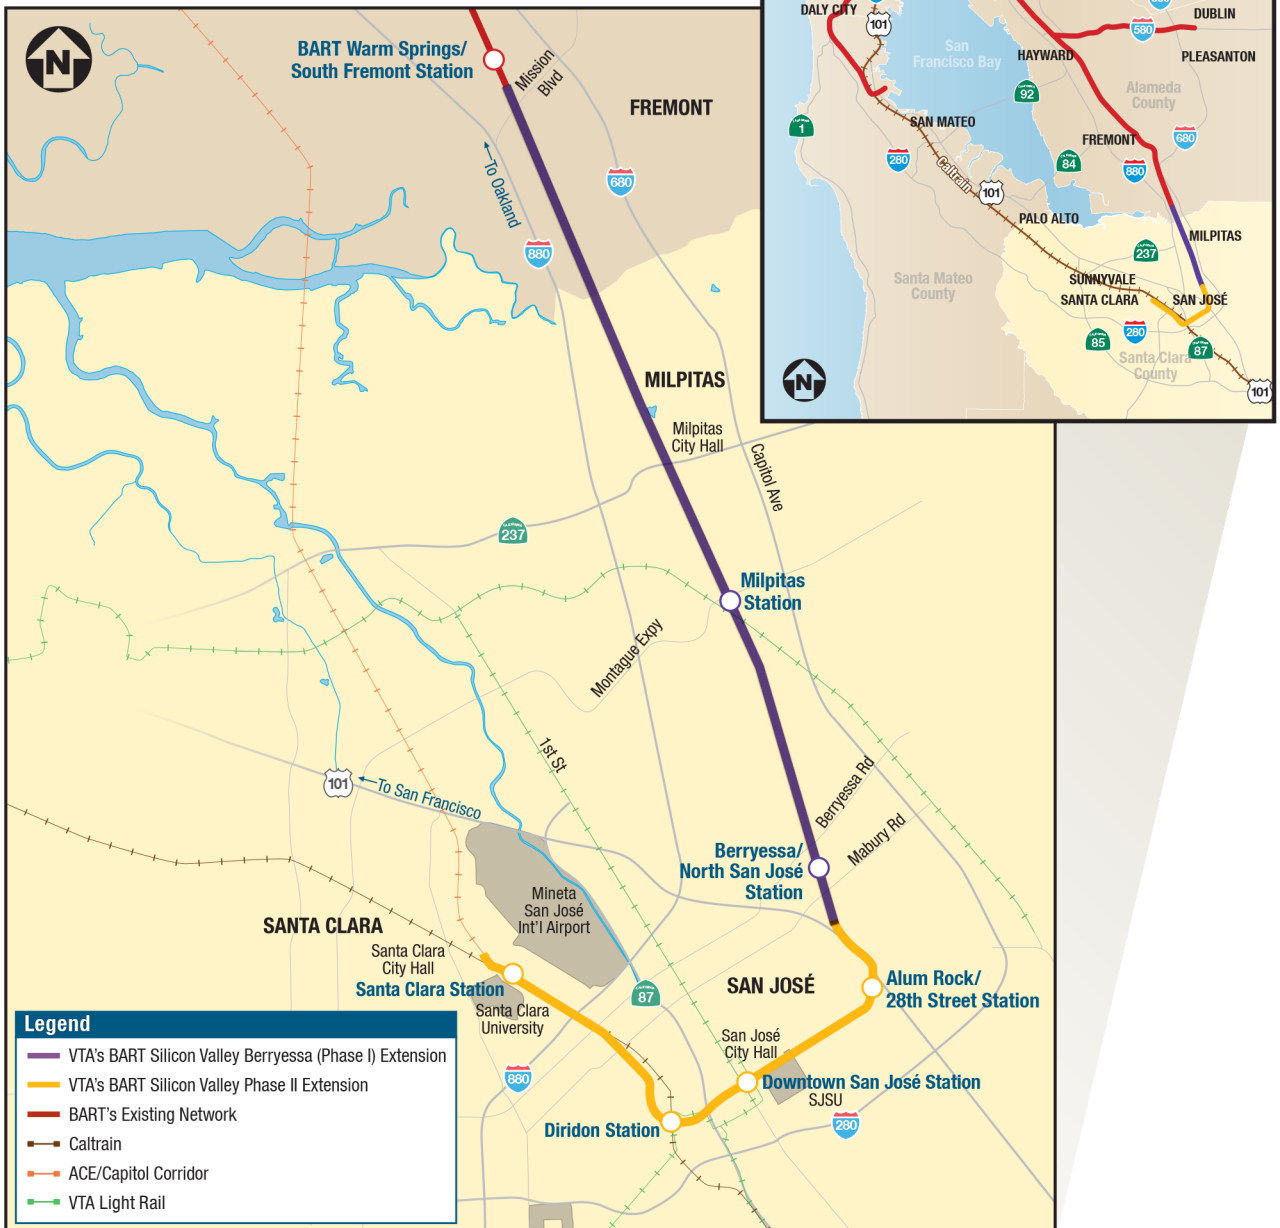 N
BART Warm Springs/
South Fremont Station
Mission
Blvd
FREMONT
680
To Oakland
880
MILPITAS
Milpitas
City Hall
Capitol Ave
237
Milpitas
Station
Montague Expy
1st St
101
To San Francisco
Berryessa Rd
Mabury Rd
Berryessa/
North San José
Station
Mineta
San José
Int'l Airport
SANTA CLARA
Santa Clara
City Hall
Santa Clara Station
Santa Clara
University
87
SAN JOSÉ
Alum Rock/
28th Street Station
San José
City Hall
Downtown San José Station
SJSU
880
280
Diridon Station
Legend
VTA's BART Silicon Valley Berryessa (Phase I) Extension
VTA's BART Silicon Valley Phase II Extension
BART's Existing Network
Caltrain
ACE/Capitol Corridor
VTA Light Rail
DALY CITY
101
San
Francisco Bay
DUBLIN
580
HAYWARD
PLEASANTON
92
Alameda
County
1
SAN MATEO
FREMONT
680
280
84
880
Caltrain
101
PALO ALTO
MILPITAS
237
Santa Mateo
County
SUNNYVALE
SANTA CLARA
SAN JOSÉ
280
85
87
Santa Clara
County
N
101